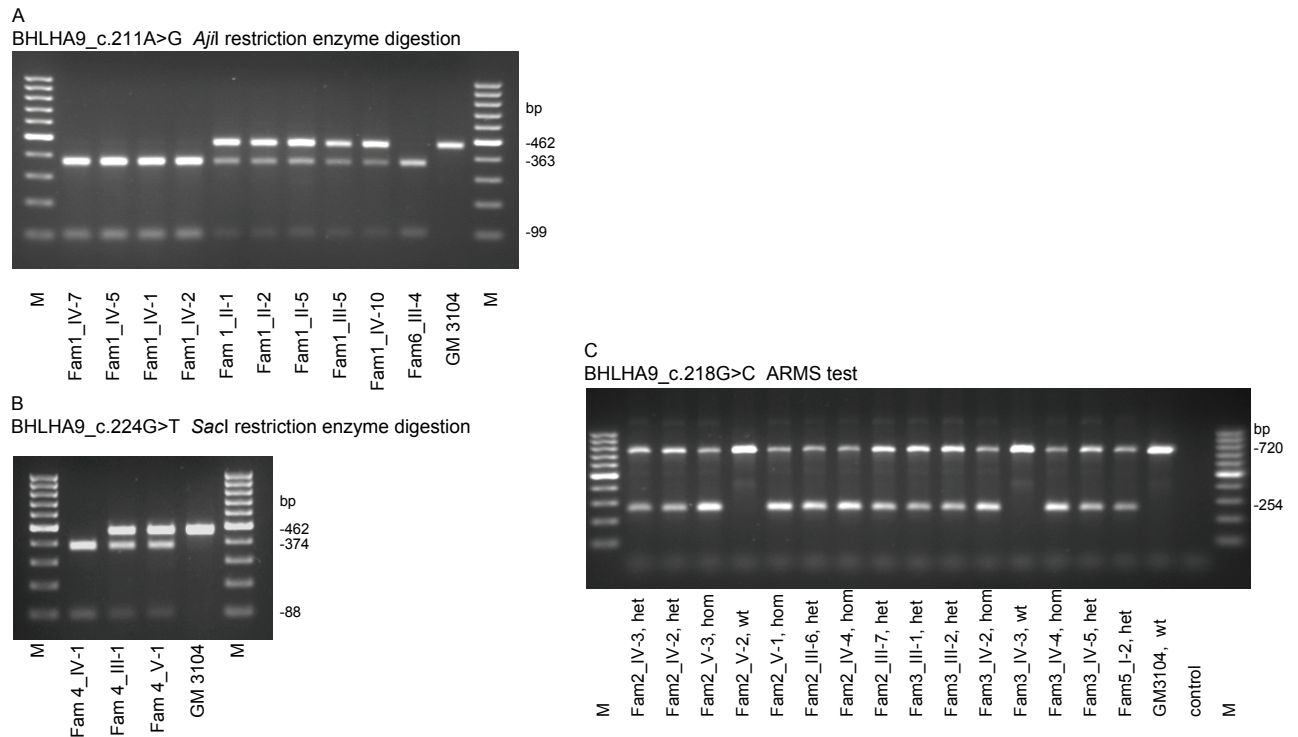 A
BHLHA9_c.211A>G AjiI restriction enzyme digestion
bp
-462
-363
-99
M
Fam1_IV-7
Fam1_IV-5
Fam1_IV-1
Fam1_IV-2
Fam 1_II-1
Fam1_II-2
Fam1_II-5
Fam1_III-5
Fam1_IV-10
Fam6_III-4
GM 3104
M
B
BHLHA9_c.224G>T SacI restriction enzyme digestion
bp
-462
-374
-88
M
Fam 4_IV-1
Fam 4_III-1
Fam 4_V-1
GM 3104
M
C
BHLHA9_c.218G>C ARMS test
bp
-720
-254
M
Fam2_IV-3, het
Fam2_IV-2, het
Fam2_V-3, hom
Fam2_V-2, wt
Fam2_V-1, hom
Fam2_III-6, het
Fam2_IV-4, hom
Fam2_III-7, het
Fam3_III-1, het
Fam3_III-2, het
Fam3_IV-2, hom
Fam3_IV-3, wt
Fam3_IV-4, hom
Fam3_IV-5, het
Fam5_I-2, het
GM3104, wt
control
M